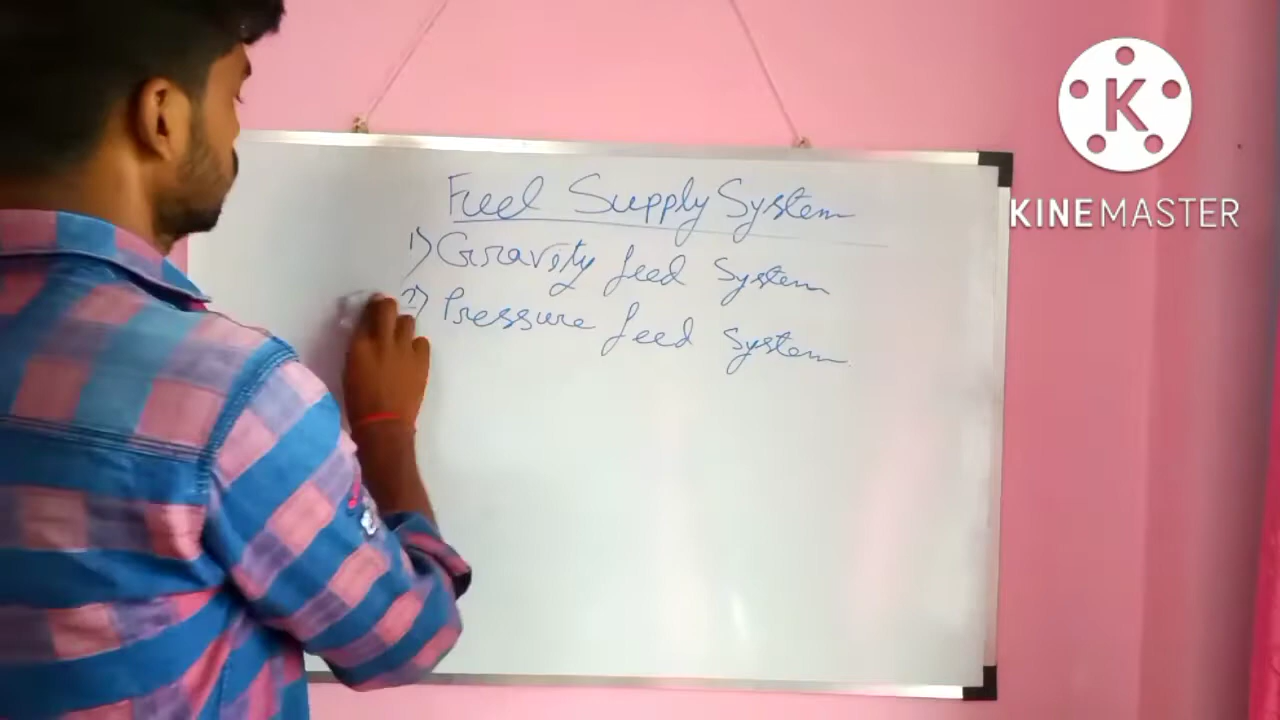 Fuel Supply System
1) Gravity feed System
2) Pressure feed System
K
KINEMASTER